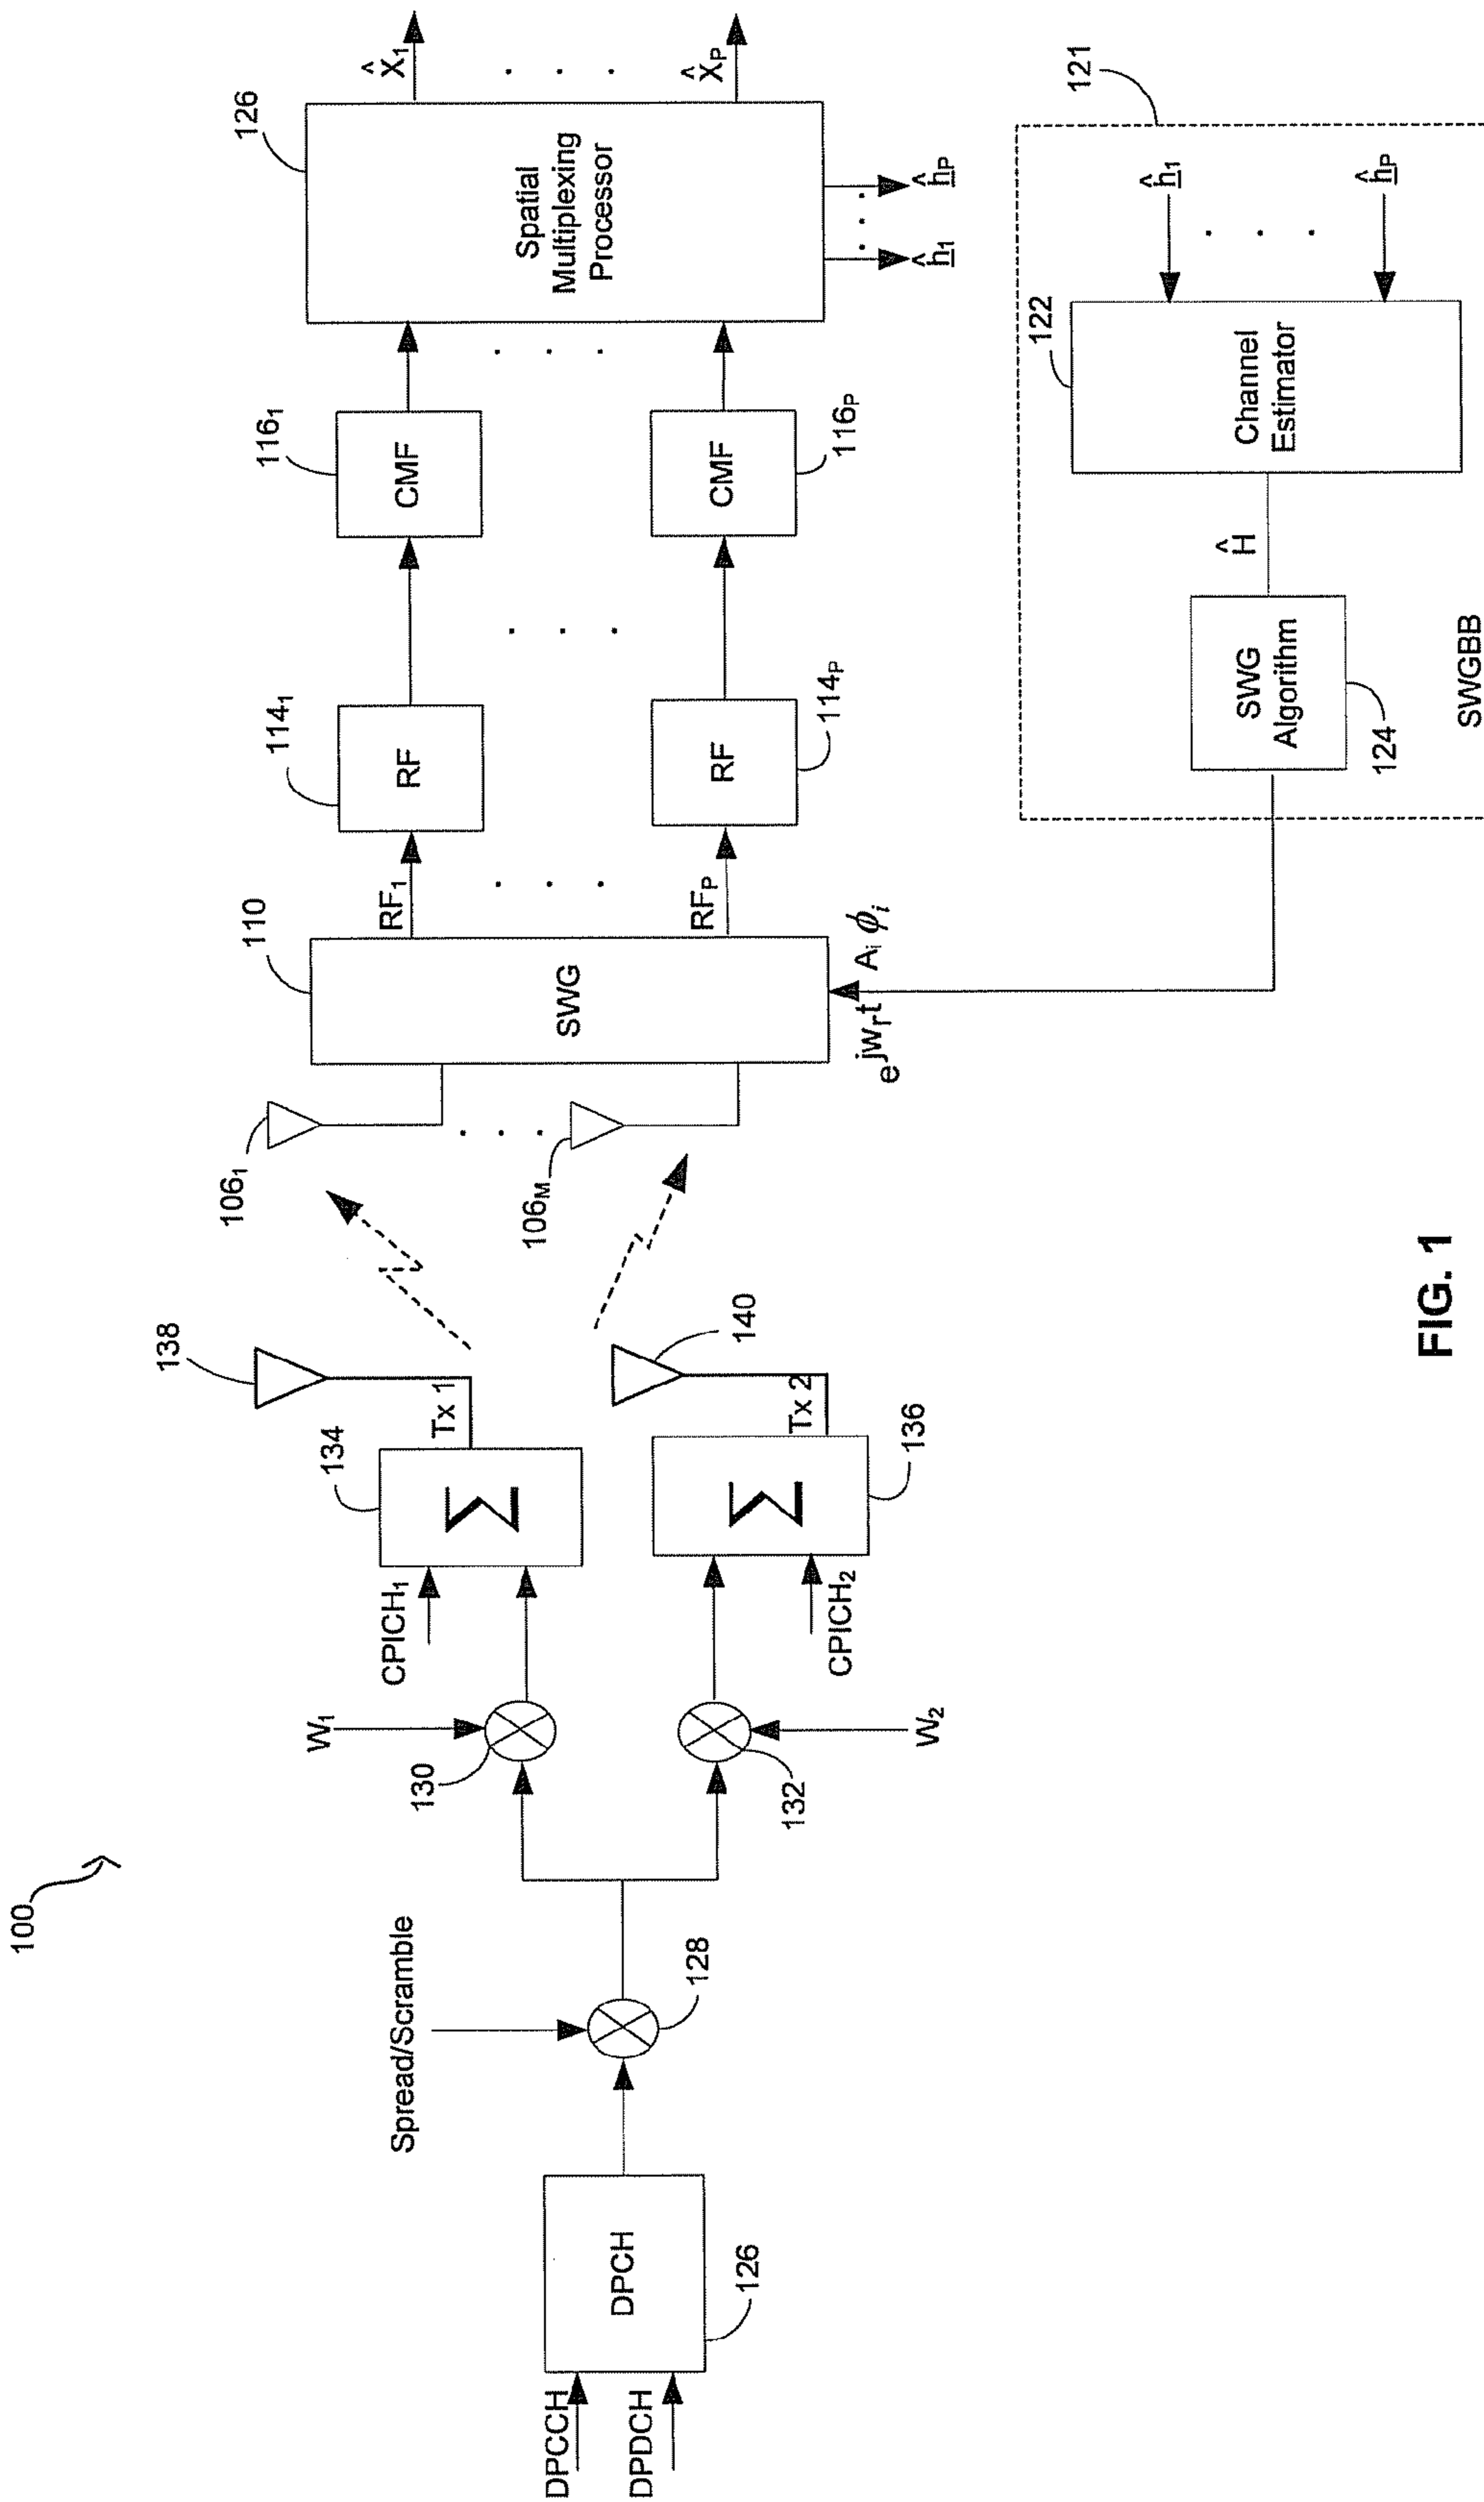 100
DPCCH
DPDCH
DPCH
126
Spread/Scramble
128
W₁
130
132
W₂
CPICH₁
134
Σ
Tx 1
138
CPICH₂
136
Σ
Tx 2
140
106₁
. . .
106M
110
SWG
e^jwᵣt Aᵢ ϕᵢ
RF₁
. . .
RFP
114₁
RF
. . .
RF
114P
116₁
CMF
. . .
CMF
116P
126
Spatial
Multiplexing
Processor
X̂₁
. . .
X̂P
ĥ₁ . . . ĥP
121
SWG
Algorithm
124
Ĥ
122
Channel
Estimator
ĥ₁
. . .
ĥP
SWGBB
FIG. 1